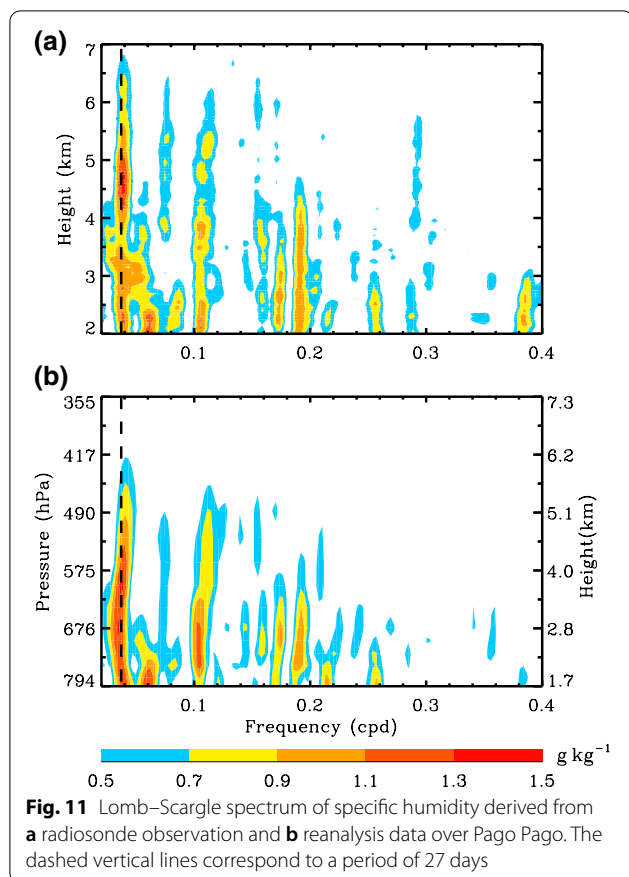 (a)
7
6
5
4
3
2
Height (km)
0.1 0.2 0.3 0.4
(b)
355 7.3
417 6.2
490 5.1
575 4.0
676 2.8
794 1.7
Pressure (hPa)
Height(km)
0.1 0.2 0.3 0.4
Frequency (cpd)
g kg⁻¹
0.5 0.7 0.9 1.1 1.3 1.5
Fig. 11 Lomb–Scargle spectrum of specific humidity derived from
a radiosonde observation and b reanalysis data over Pago Pago. The
dashed vertical lines correspond to a period of 27 days